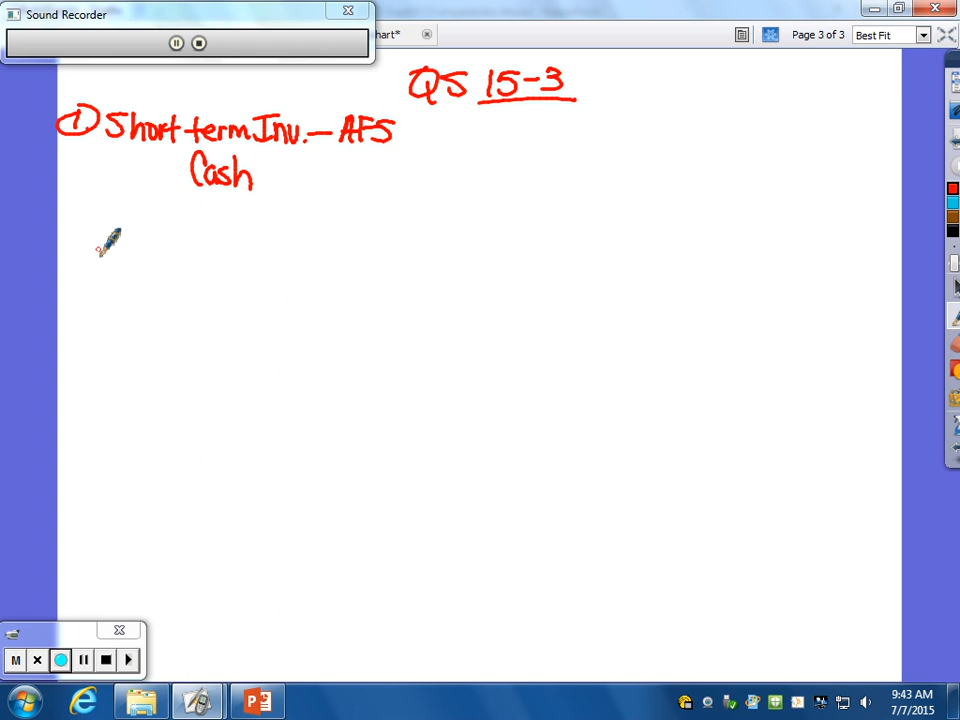 Sound Recorder
hart*
Page 3 of 3
Best Fit
QS 15-3
① Short-term Inv. — AFS
Cash
M
9:43 AM
7/7/2015